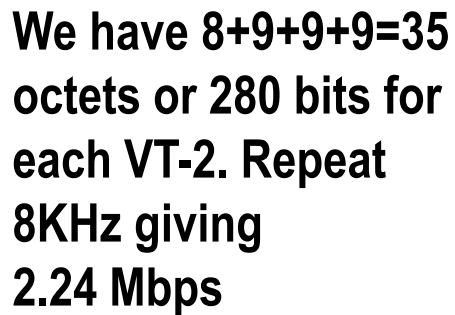 We have 8+9+9+9=35
octets or 280 bits for
each VT-2. Repeat
8KHz giving
2.24 Mbps